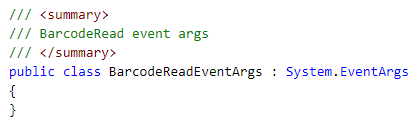 /// <summary>
/// BarcodeRead event args
/// </summary>
public class BarcodeReadEventArgs : System.EventArgs
{
}